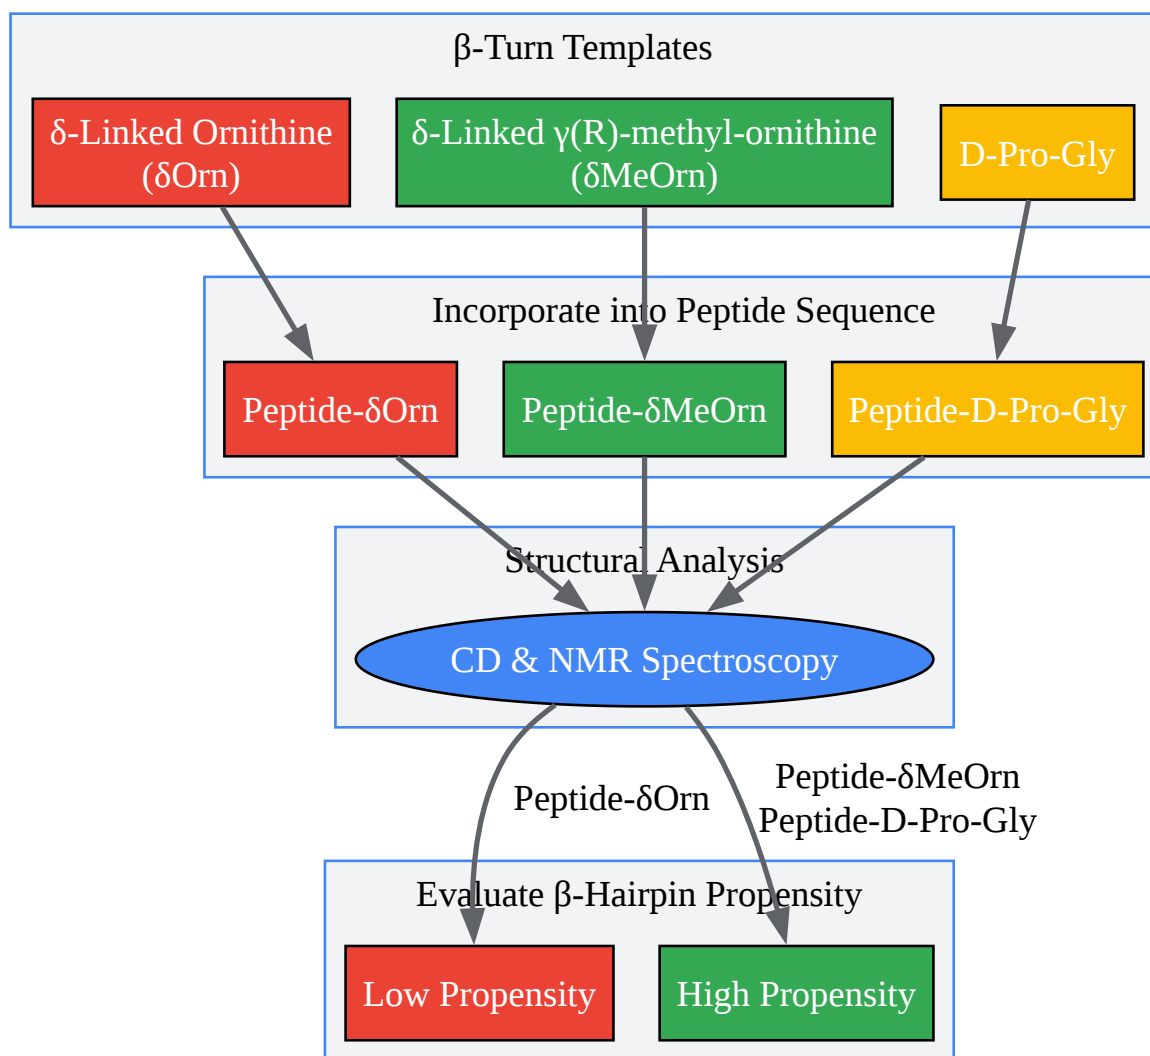 β-Turn Templates
δ-Linked Ornithine
(δOrn)
δ-Linked γ(R)-methyl-ornithine
(δMeOrn)
D-Pro-Gly
Incorporate into Peptide Sequence
Peptide-δOrn
Peptide-δMeOrn
Peptide-D-Pro-Gly
Structural Analysis
CD & NMR Spectroscopy
Peptide-δOrn
Peptide-δMeOrn
Peptide-D-Pro-Gly
Evaluate β-Hairpin Propensity
Low Propensity
High Propensity